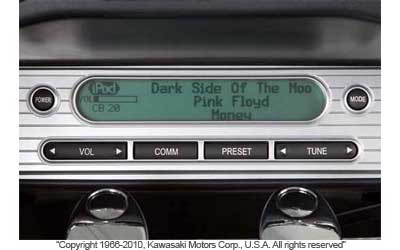 iPod Dark Side Of The Moo
VOL Pink Floyd
CB 20 Money
POWER
MODE
◄ VOL ►
COMM
PRESET
◄ TUNE ►
"Copyright 1966-2010, Kawasaki Motors Corp., U.S.A. All rights reserved"